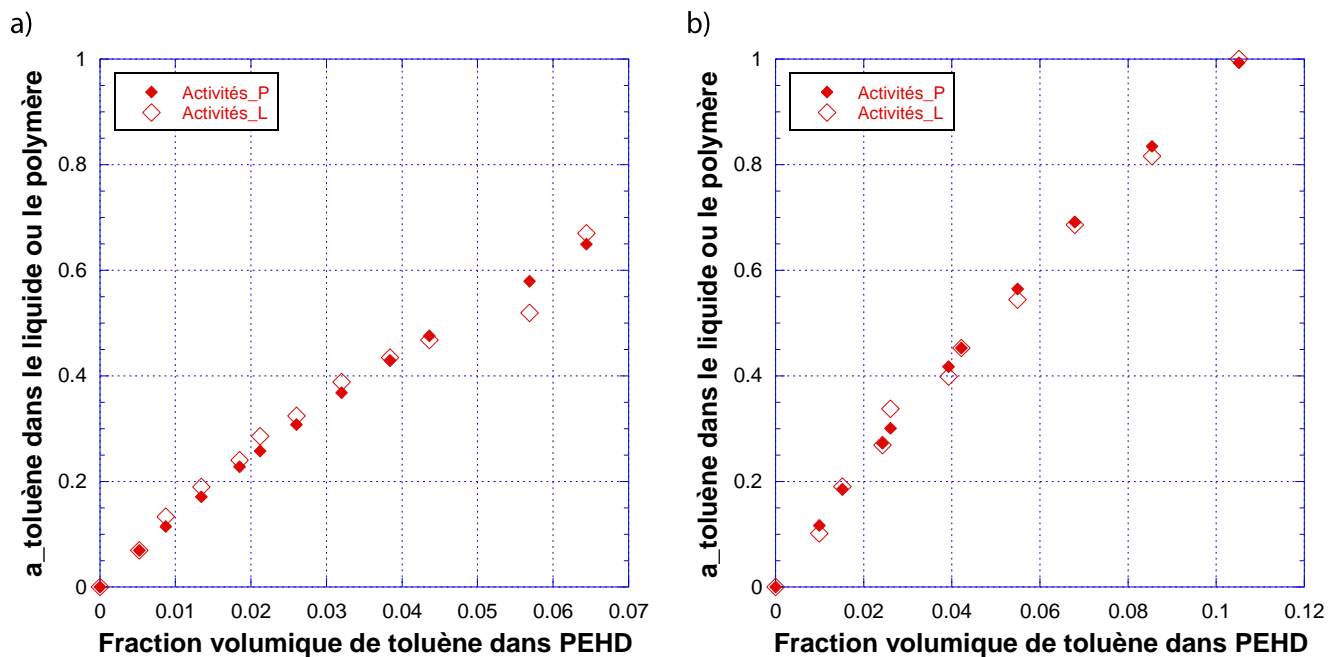 a)
a_toluène dans le liquide ou le polymère
1
0.8
0.6
0.4
0.2
0
Activités_P
Activités_L
0 0.01 0.02 0.03 0.04 0.05 0.06 0.07
Fraction volumique de toluène dans PEHD
b)
a_toluène dans le liquide ou le polymère
1
0.8
0.6
0.4
0.2
0
Activités_P
Activités_L
0 0.02 0.04 0.06 0.08 0.1 0.12
Fraction volumique de toluène dans PEHD